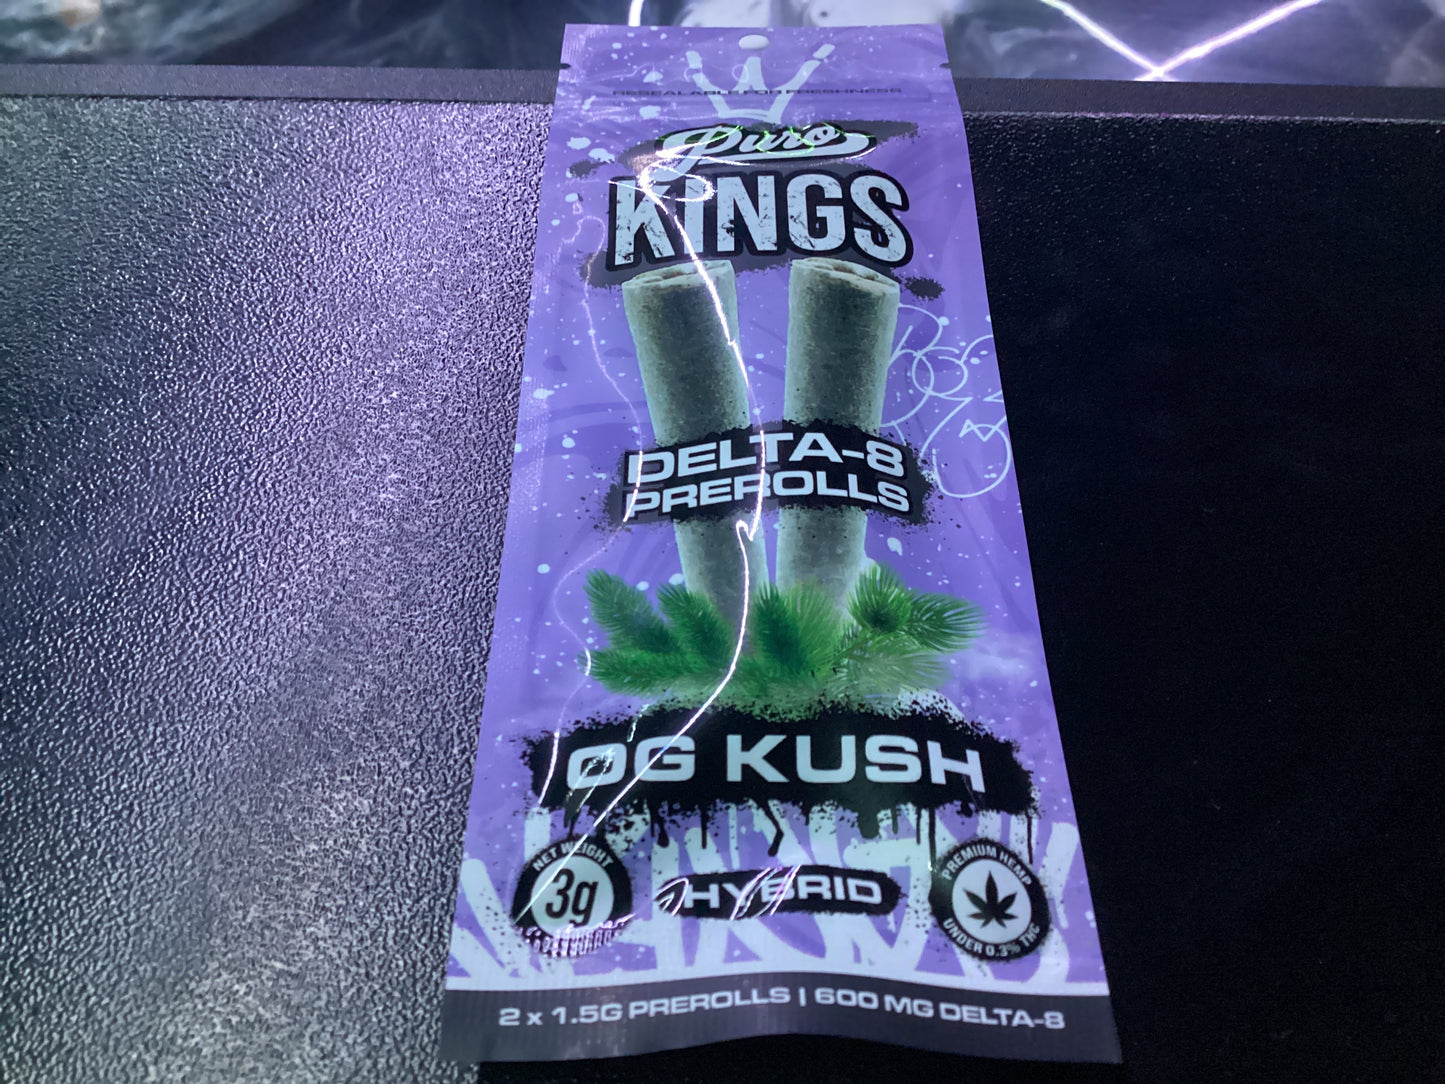 RESEALABLE FOR FRESHNESS
Puro
KINGS
DELTA-8
PREROLLS
OG KUSH
NET WEIGHT
3g
HYBRID
PREMIUM HEMP
UNDER 0.3% THC
2 x 1.5G PREROLLS | 600 MG DELTA-8